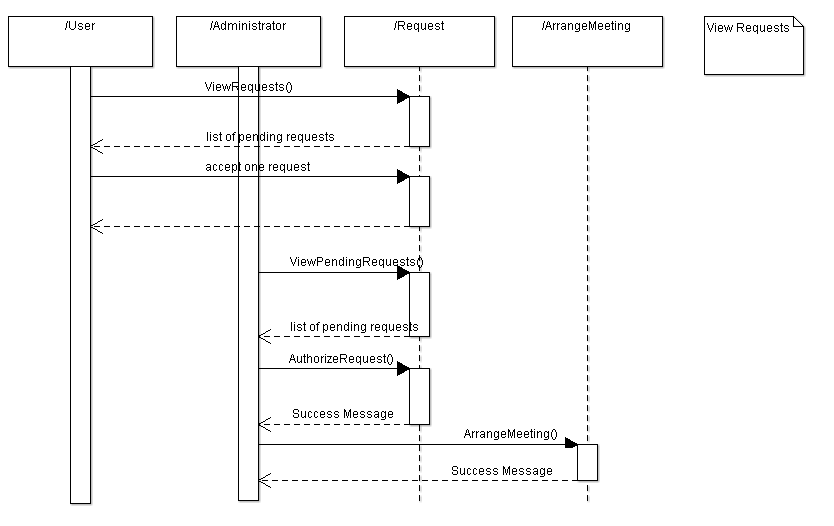 /User
/Administrator
/Request
/ArrangeMeeting
View Requests
ViewRequests()
list of pending requests
accept one request
ViewPendingRequests()
list of pending requests
AuthorizeRequest()
Success Message
ArrangeMeeting()
Success Message